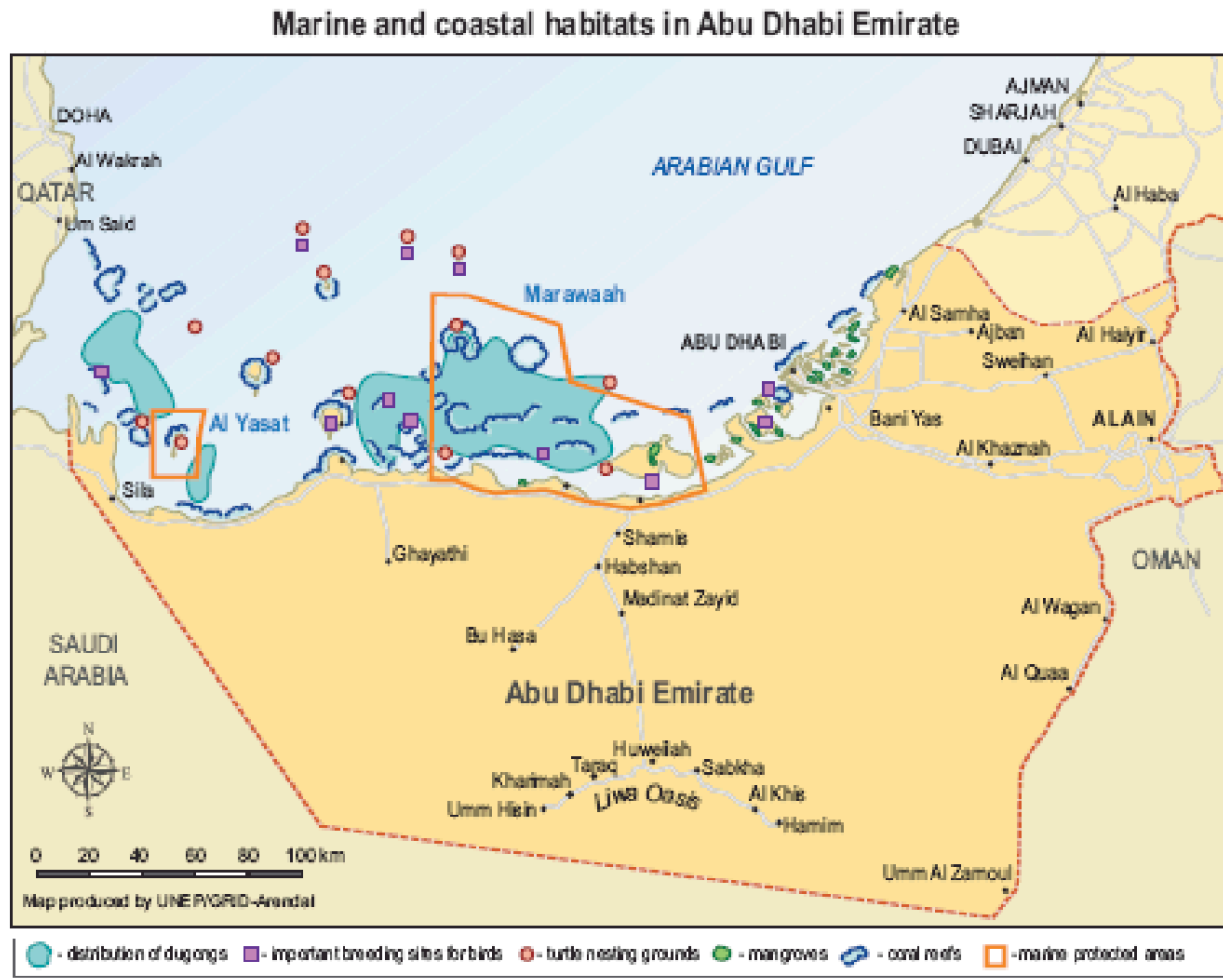 Marine and coastal habitats in Abu Dhabi Emirate
AJMAN
SHARJAH
DUBAI
DOHA
Al Wakrah
QATAR
Um Said
ARABIAN GULF
Al Haba
Marawaah
ABU DHABI
Al Samha
Ajban
Al Haiyir
Sweihan
Al Yasat
Bani Yas
ALAIN
Al Khaznah
Sila
Ghayathi
Shamis
Habshan
OMAN
Madinat Zayid
Al Wagan
Bu Hasa
SAUDI
ARABIA
Al Quaa
Abu Dhabi Emirate
N
W E
S
Huweilah
Taraq
Sabkha
Kharimah
Liwa Oasis
Umm Hisin
Al Khis
Hamim
0 20 40 60 80 100 km
Umm Al Zamoul
Map produced by UNEP/GRID-Arendal
- distribution of dugongs - important breeding sites for birds - turtle nesting grounds - mangroves - coral reefs - marine protected areas